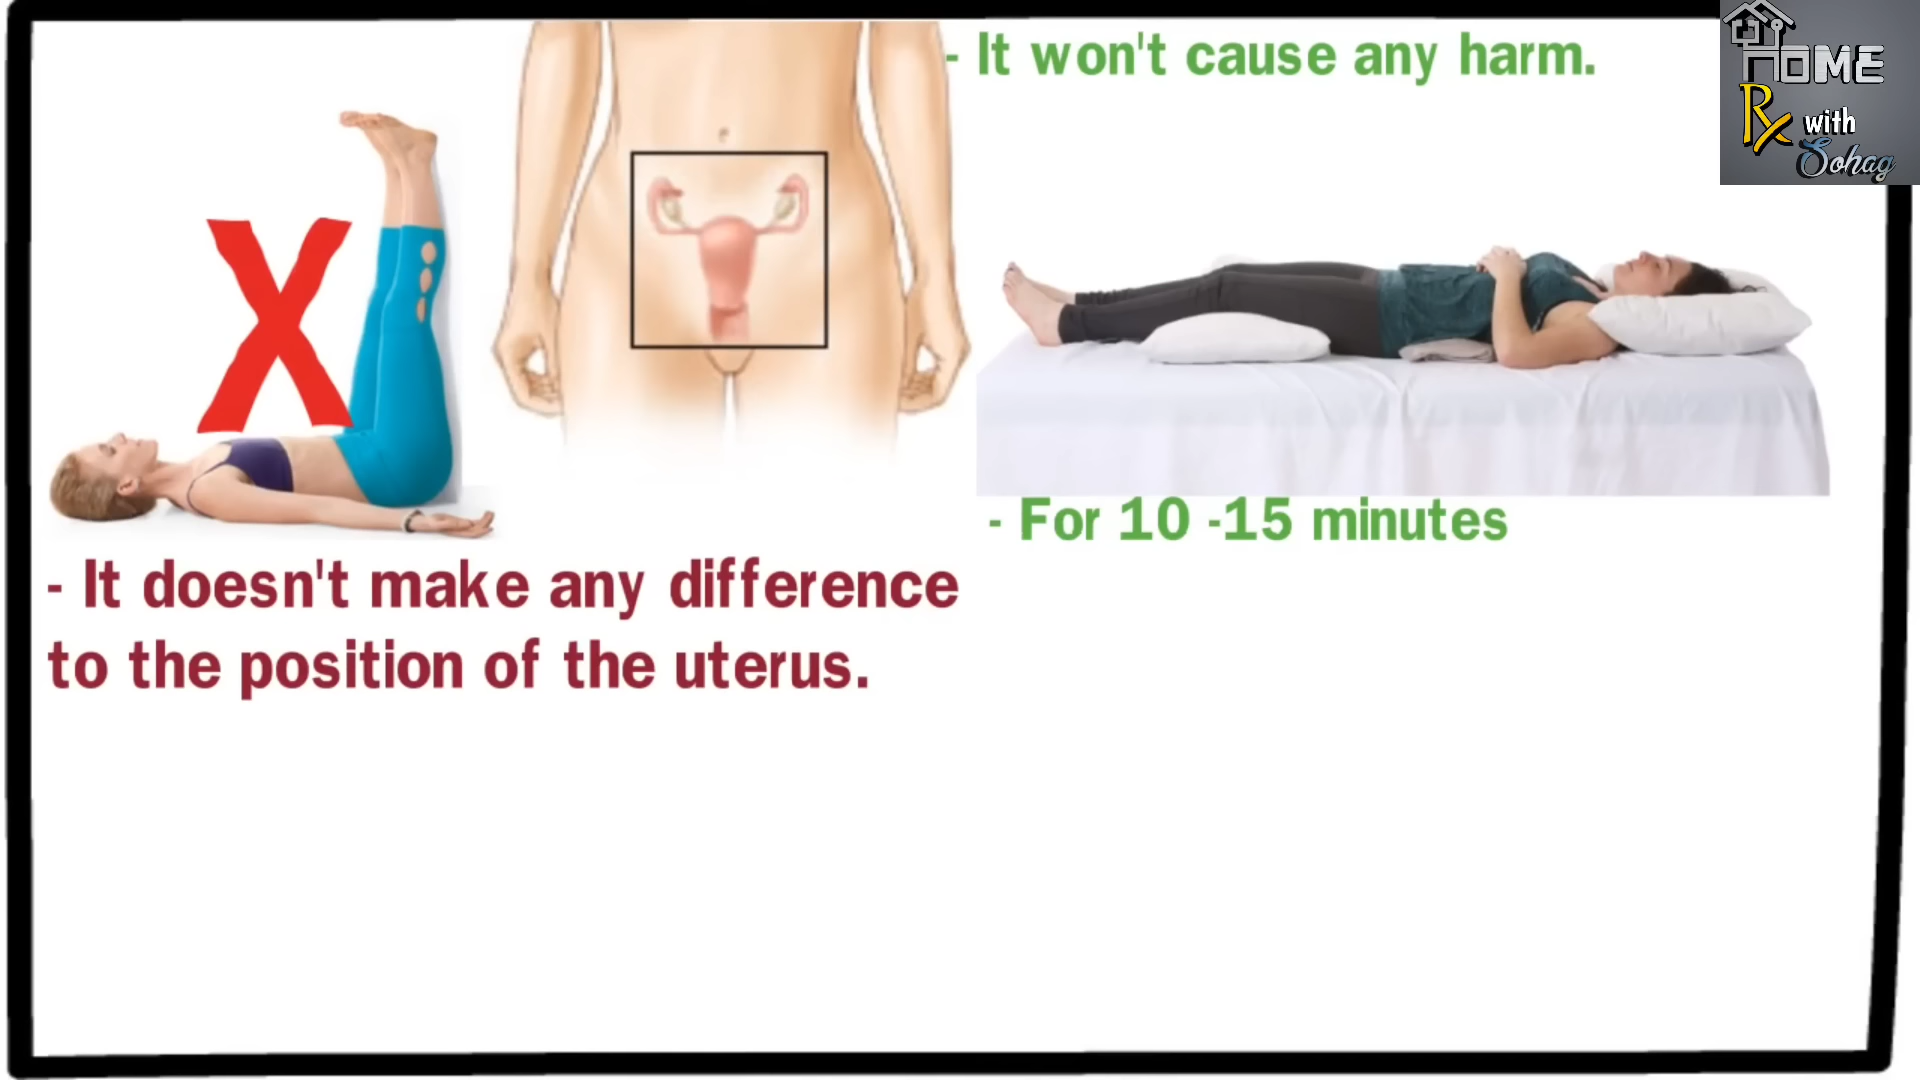 - It won't cause any harm.
HOME
Rx with
Sohag
- For 10 -15 minutes
- It doesn't make any difference
to the position of the uterus.